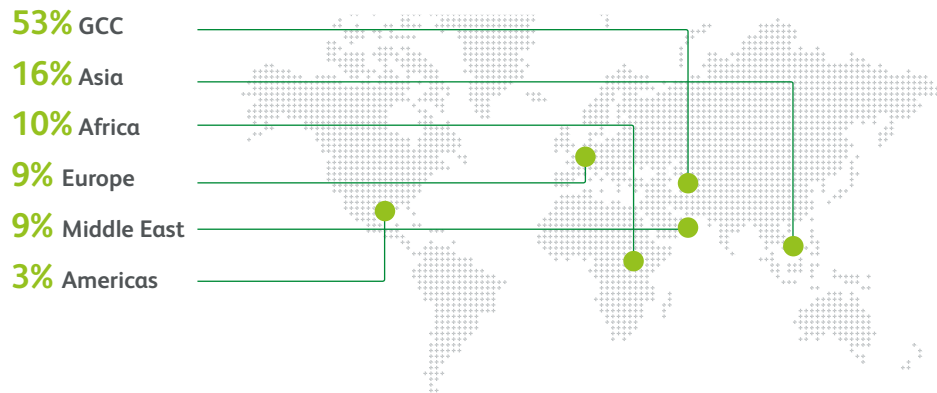 53% GCC
16% Asia
10% Africa
9% Europe
9% Middle East
3% Americas